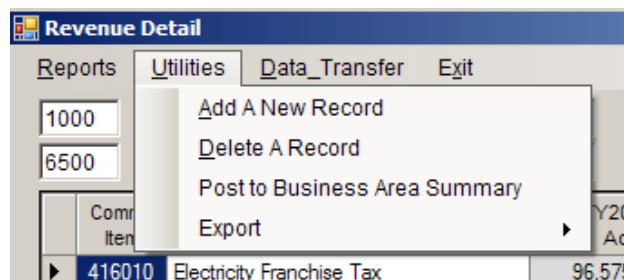 Revenue Detail
Reports Utilities Data_Transfer Exit
1000
Add A New Record
6500
Delete A Record
Post to Business Area Summary
Export
416010 Electricity Franchise Tax